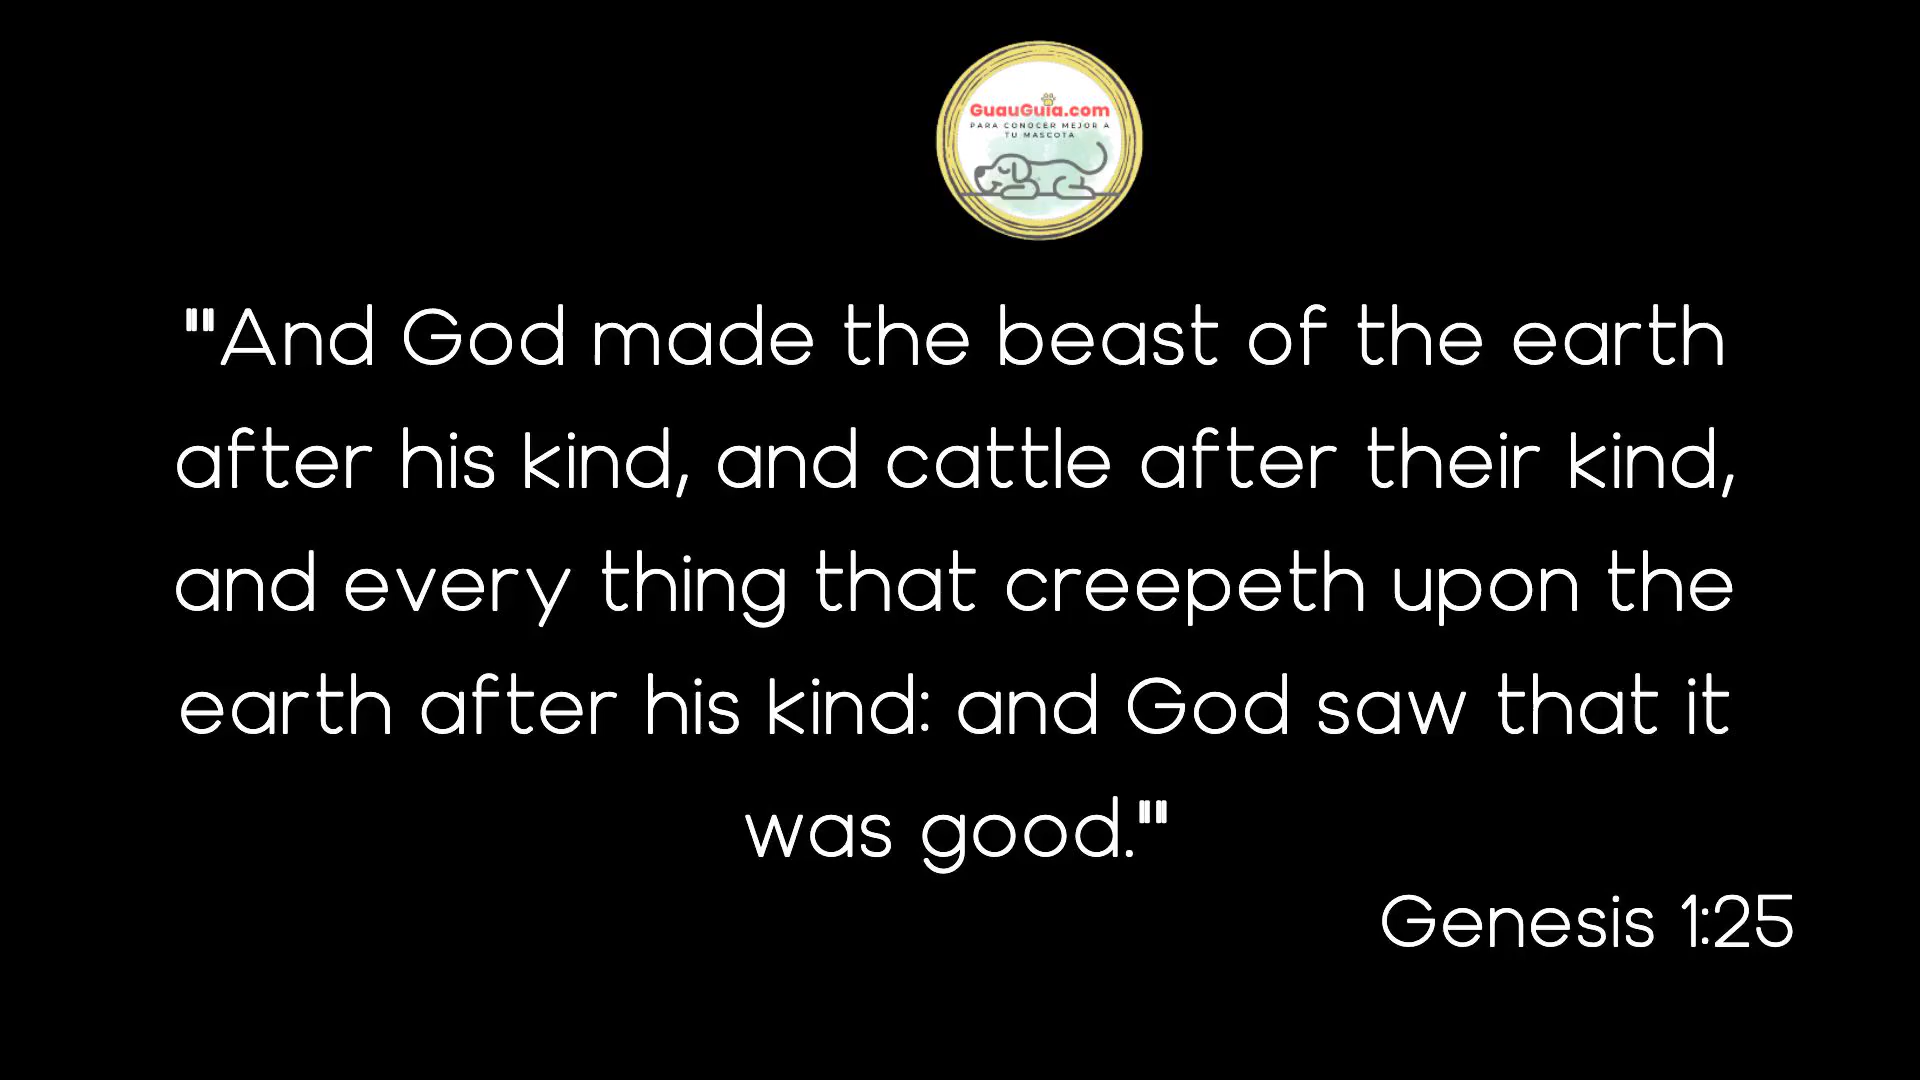 GuauGuia.com
PARA CONOCER MEJOR A
TU MASCOTA
""And God made the beast of the earth
after his kind, and cattle after their kind,
and every thing that creepeth upon the
earth after his kind: and God saw that it
was good.""
Genesis 1:25